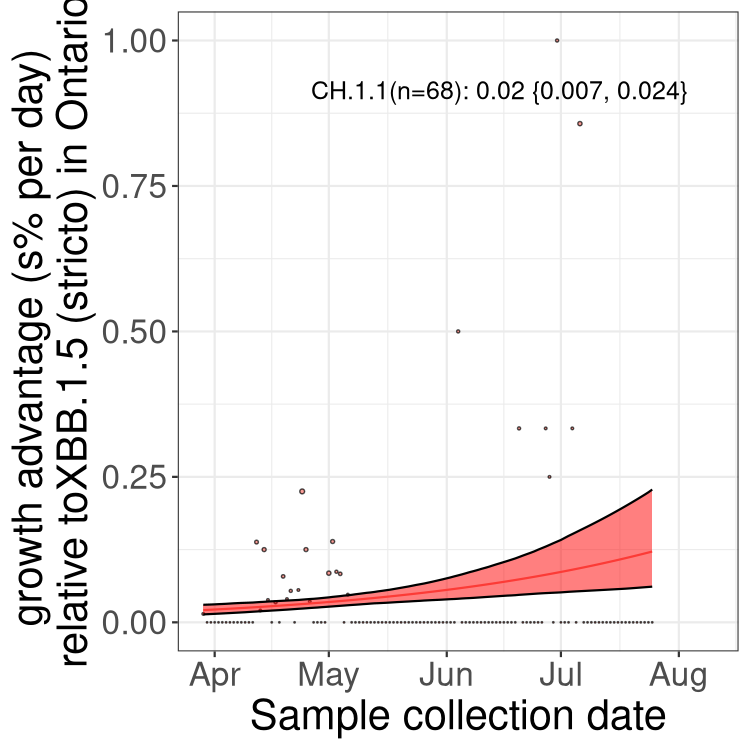 growth advantage (s% per day)
relative toXBB.1.5 (stricto) in Ontario
1.00
0.75
0.50
0.25
0.00
CH.1.1(n=68): 0.02 {0.007, 0.024}
Apr May Jun Jul Aug
Sample collection date